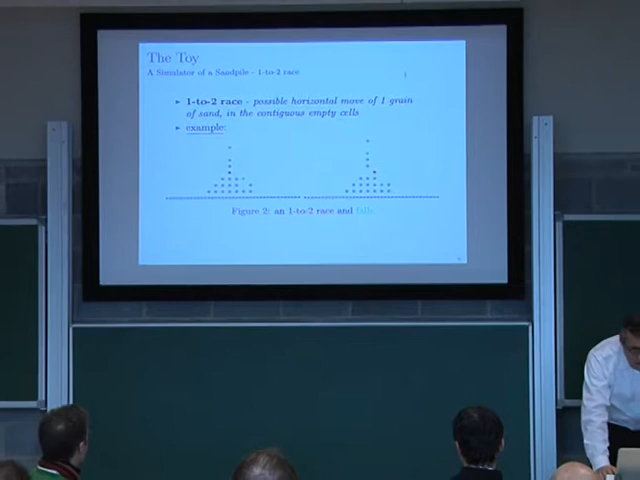 The Toy
A Simulator of a Sandpile - 1-to-2 race
1-to-2 race - possible horizontal move of 1 grain
of sand, in the contiguous empty cells
example:
Figure 2: an 1-to-2 race and